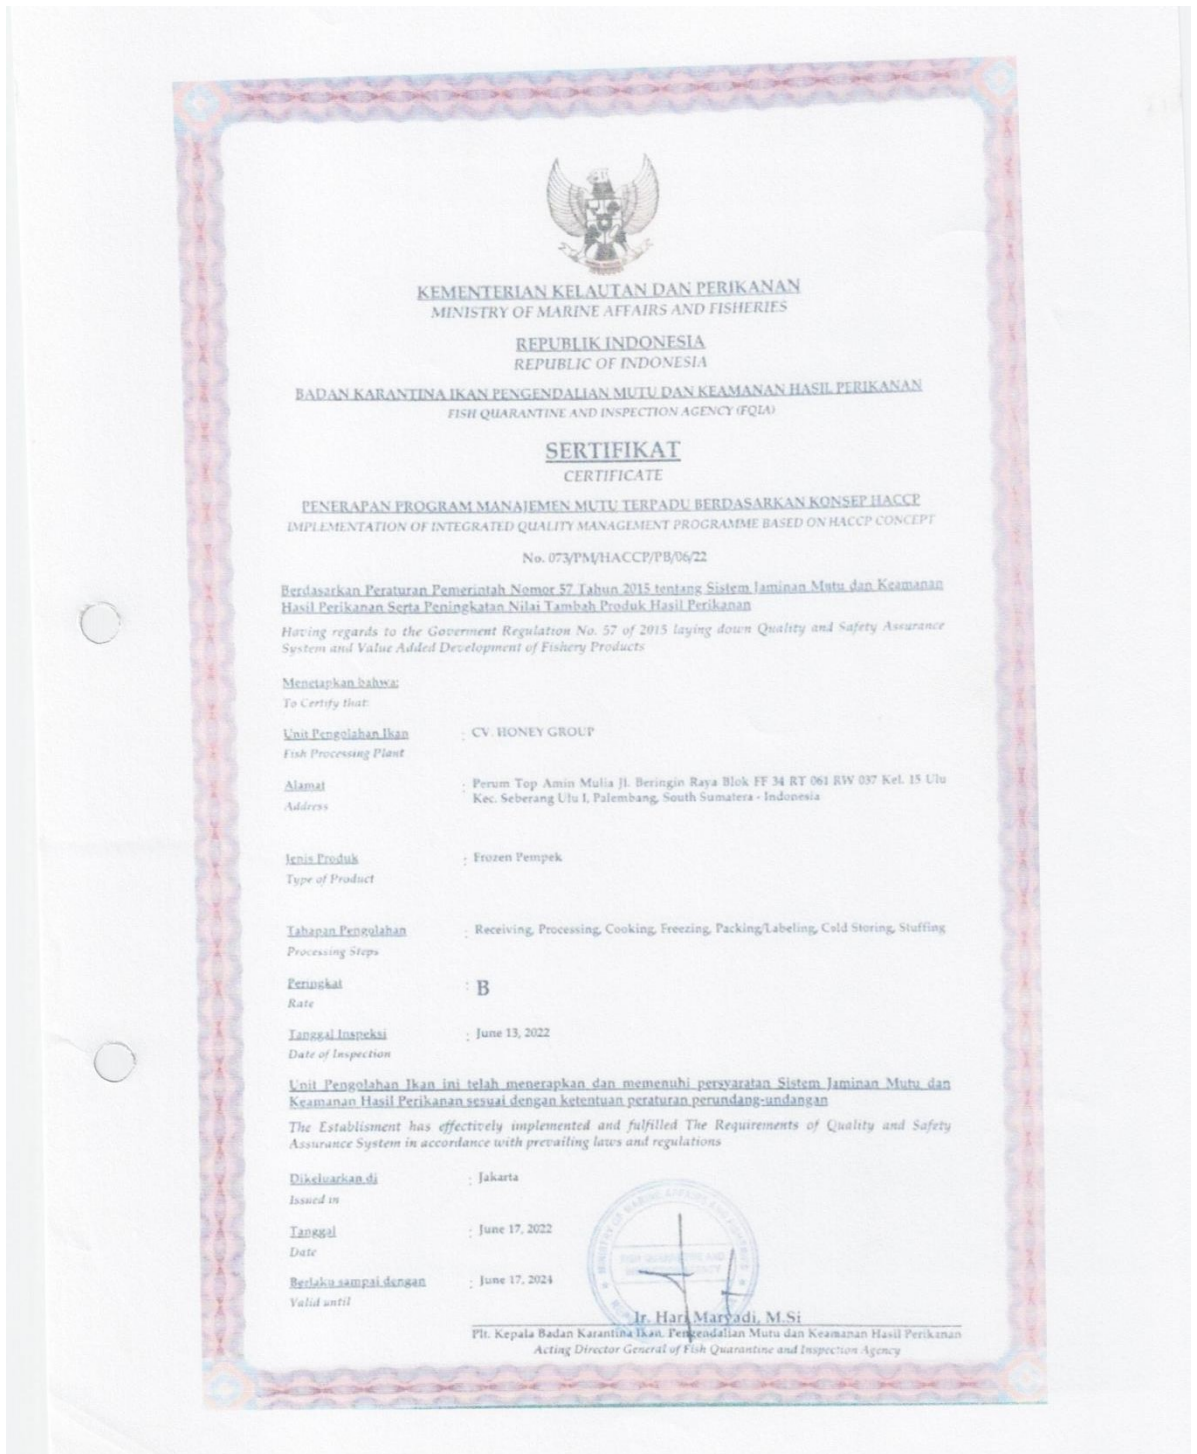 KEMENTERIAN KELAUTAN DAN PERIKANAN
MINISTRY OF MARINE AFFAIRS AND FISHERIES
REPUBLIK INDONESIA
REPUBLIC OF INDONESIA
BADAN KARANTINA IKAN PENGENDALIAN MUTU DAN KEAMANAN HASIL PERIKANAN
FISH QUARANTINE AND INSPECTION AGENCY (FQIA)
SERTIFIKAT
CERTIFICATE
PENERAPAN PROGRAM MANAJEMEN MUTU TERPADU BERDASARKAN KONSEP HACCP
IMPLEMENTATION OF INTEGRATED QUALITY MANAGEMENT PROGRAMME BASED ON HACCP CONCEPT
No. 073/PM/HACCP/PB/06/22
Berdasarkan Peraturan Pemerintah Nomor 57 Tahun 2015 tentang Sistem Jaminan Mutu dan Keamanan
Hasil Perikanan Serta Peningkatan Nilai Tambah Produk Hasil Perikanan
Having regards to the Goverment Regulation No. 57 of 2015 laying down Quality and Safety Assurance
System and Value Added Development of Fishery Products
Menetapkan bahwa:
To Certify that:
Unit Pengolahan Ikan : CV. HONEY GROUP
Fish Processing Plant
Alamat : Perum Top Amin Mulia Jl. Beringin Raya Blok FF 34 RT 061 RW 037 Kel. 15 Ulu
Address Kec. Seberang Ulu I, Palembang, South Sumatera - Indonesia
Jenis Produk : Frozen Pempek
Type of Product
Tahapan Pengolahan : Receiving, Processing, Cooking, Freezing, Packing/Labeling, Cold Storing, Stuffing
Processing Steps
Peringkat : B
Rate
Tanggal Inspeksi : June 13, 2022
Date of Inspection
Unit Pengolahan Ikan ini telah menerapkan dan memenuhi persyaratan Sistem Jaminan Mutu dan
Keamanan Hasil Perikanan sesuai dengan ketentuan peraturan perundang-undangan
The Establisment has effectively implemented and fulfilled The Requirements of Quality and Safety
Assurance System in accordance with prevailing laws and regulations
Dikeluarkan di : Jakarta
Issued in
Tanggal : June 17, 2022
Date
Berlaku sampai dengan : June 17, 2024
Valid until
MINISTRY OF MARINE AFFAIRS AND FISHERIES
FISH QUARANTINE AND
Ir. Hari Maryadi, M.Si
Plt. Kepala Badan Karantina Ikan, Pengendalian Mutu dan Keamanan Hasil Perikanan
Acting Director General of Fish Quarantine and Inspection Agency